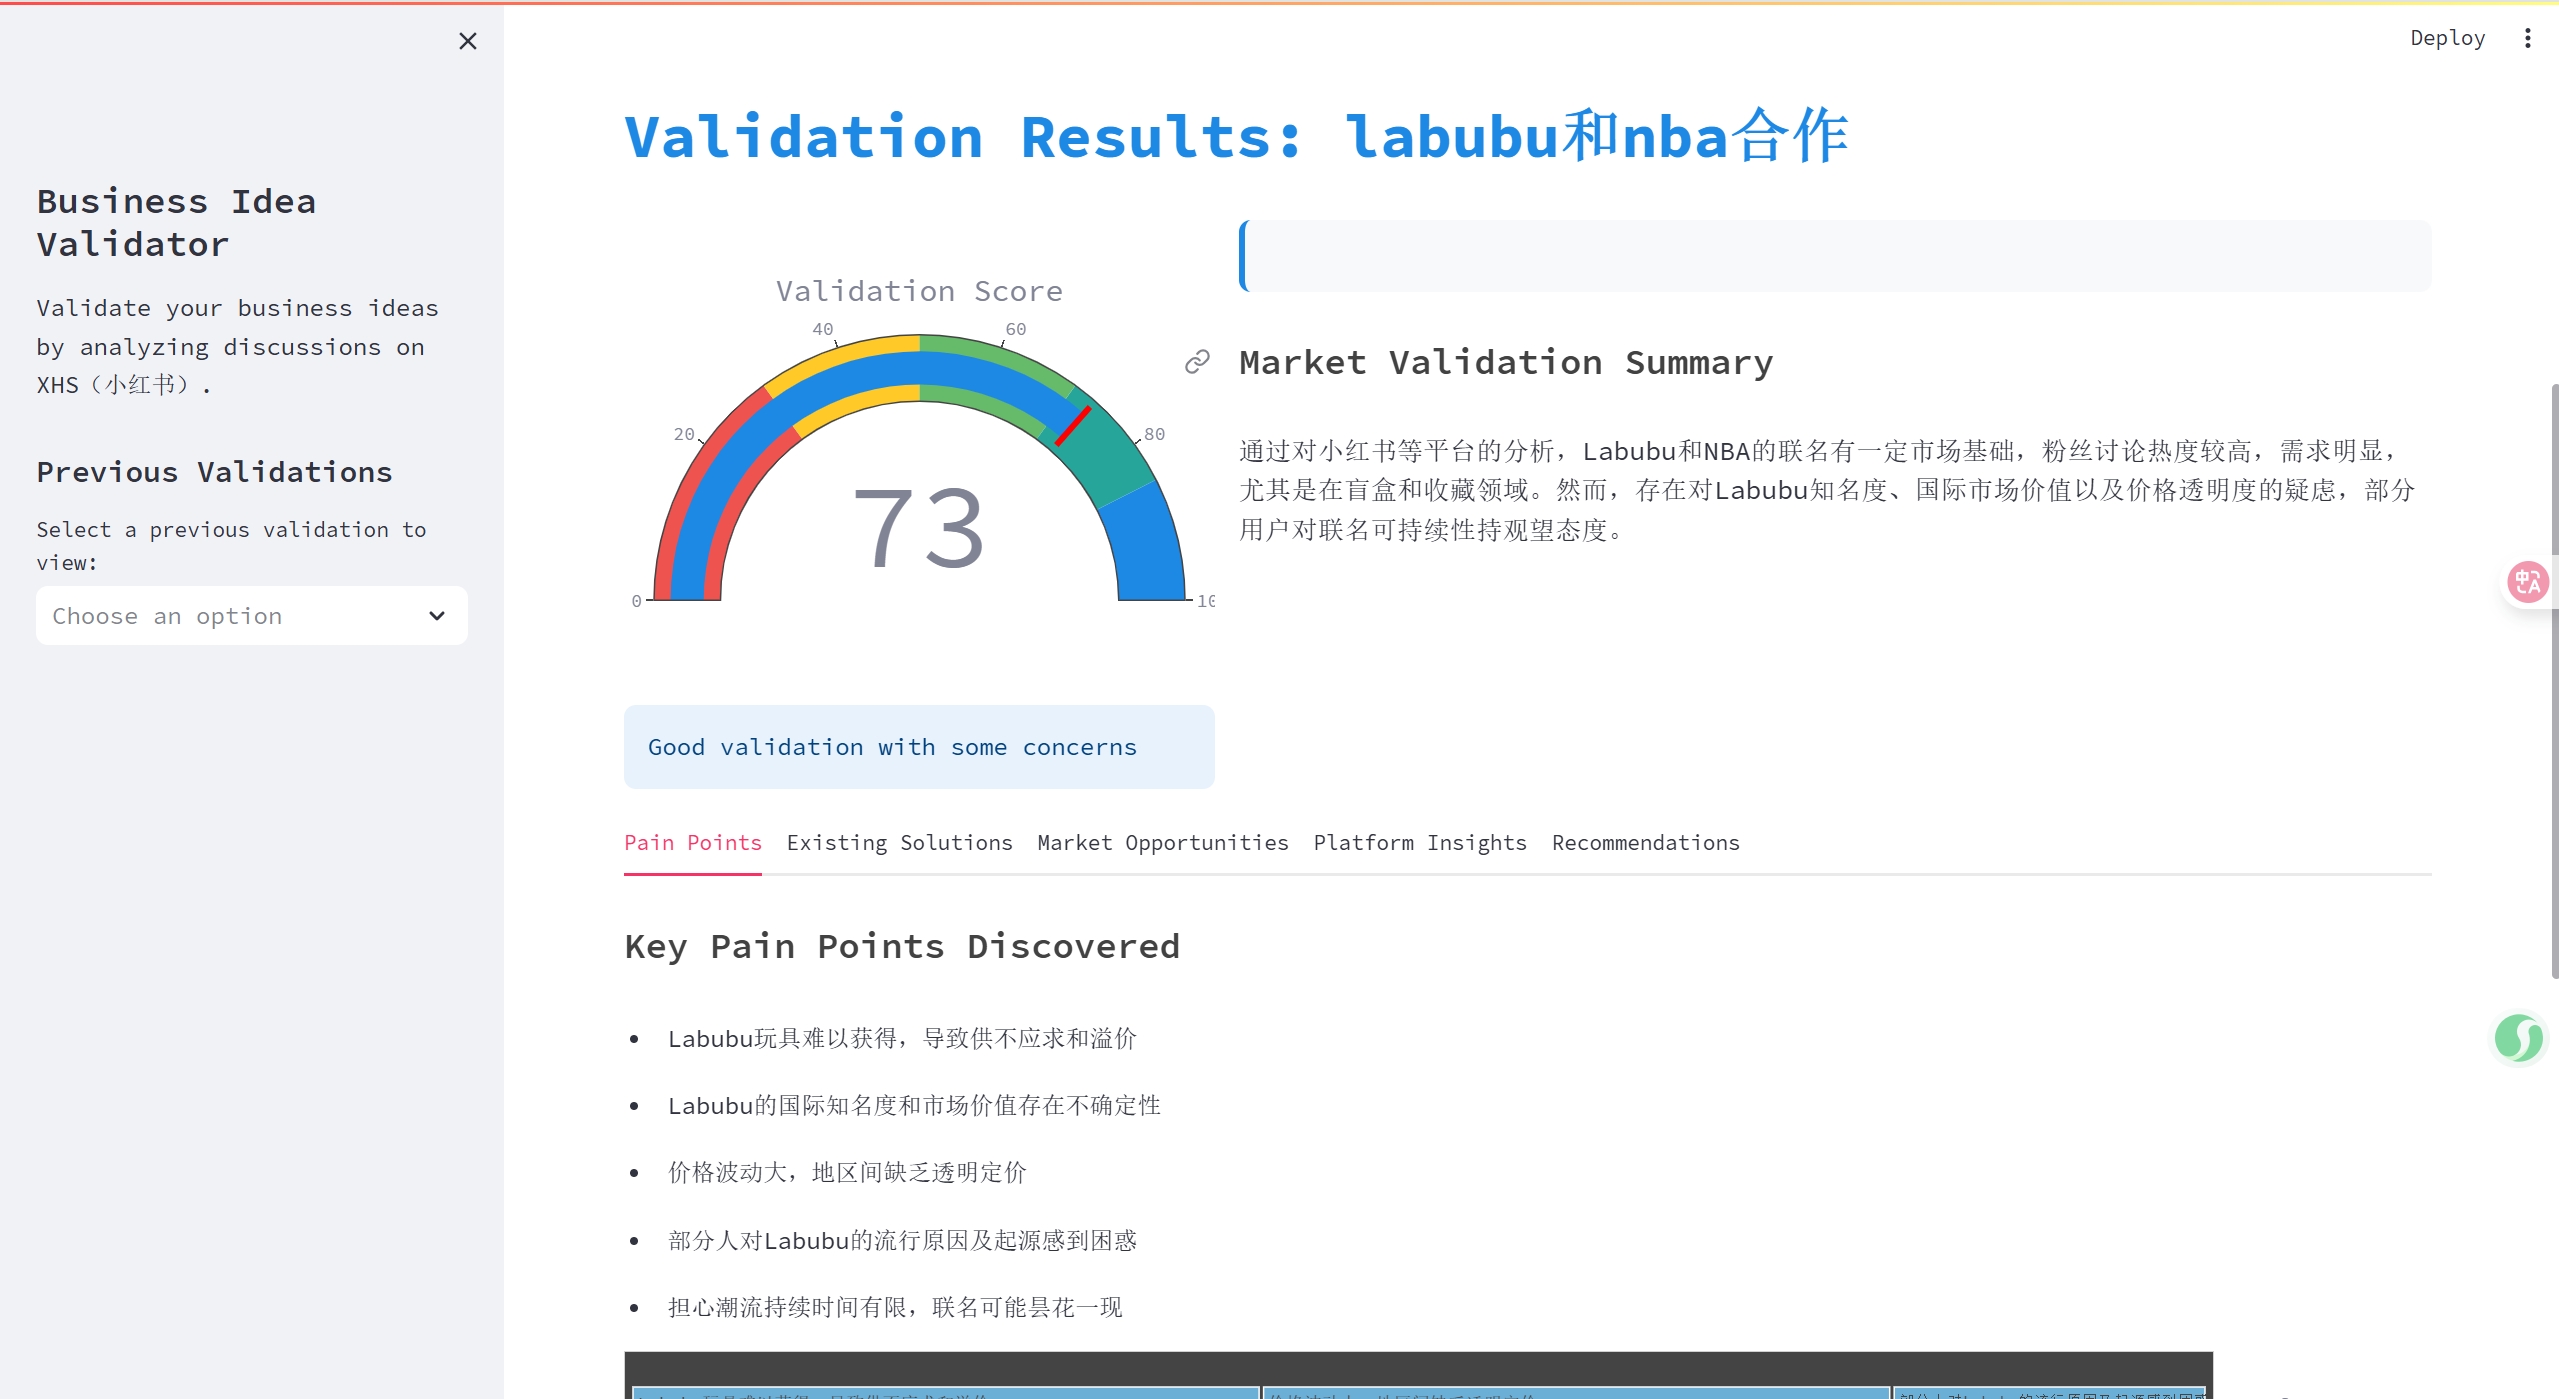 Deploy
Business Idea
Validator
Validate your business ideas
by analyzing discussions on
XHS（小红书）.
Previous Validations
Select a previous validation to
view:
Choose an option
Validation Results: labubu和nba合作
Validation Score
0
20
40
60
80
10
73
Good validation with some concerns
Market Validation Summary
通过对小红书等平台的分析，Labubu和NBA的联名有一定市场基础，粉丝讨论热度较高，需求明显，
尤其是在盲盒和收藏领域。然而，存在对Labubu知名度、国际市场价值以及价格透明度的疑虑，部分
用户对联名可持续性持观望态度。
Pain Points Existing Solutions Market Opportunities Platform Insights Recommendations
Key Pain Points Discovered
• Labubu玩具难以获得，导致供不应求和溢价
• Labubu的国际知名度和市场价值存在不确定性
• 价格波动大，地区间缺乏透明定价
• 部分人对Labubu的流行原因及起源感到困惑
• 担心潮流持续时间有限，联名可能昙花一现
中A